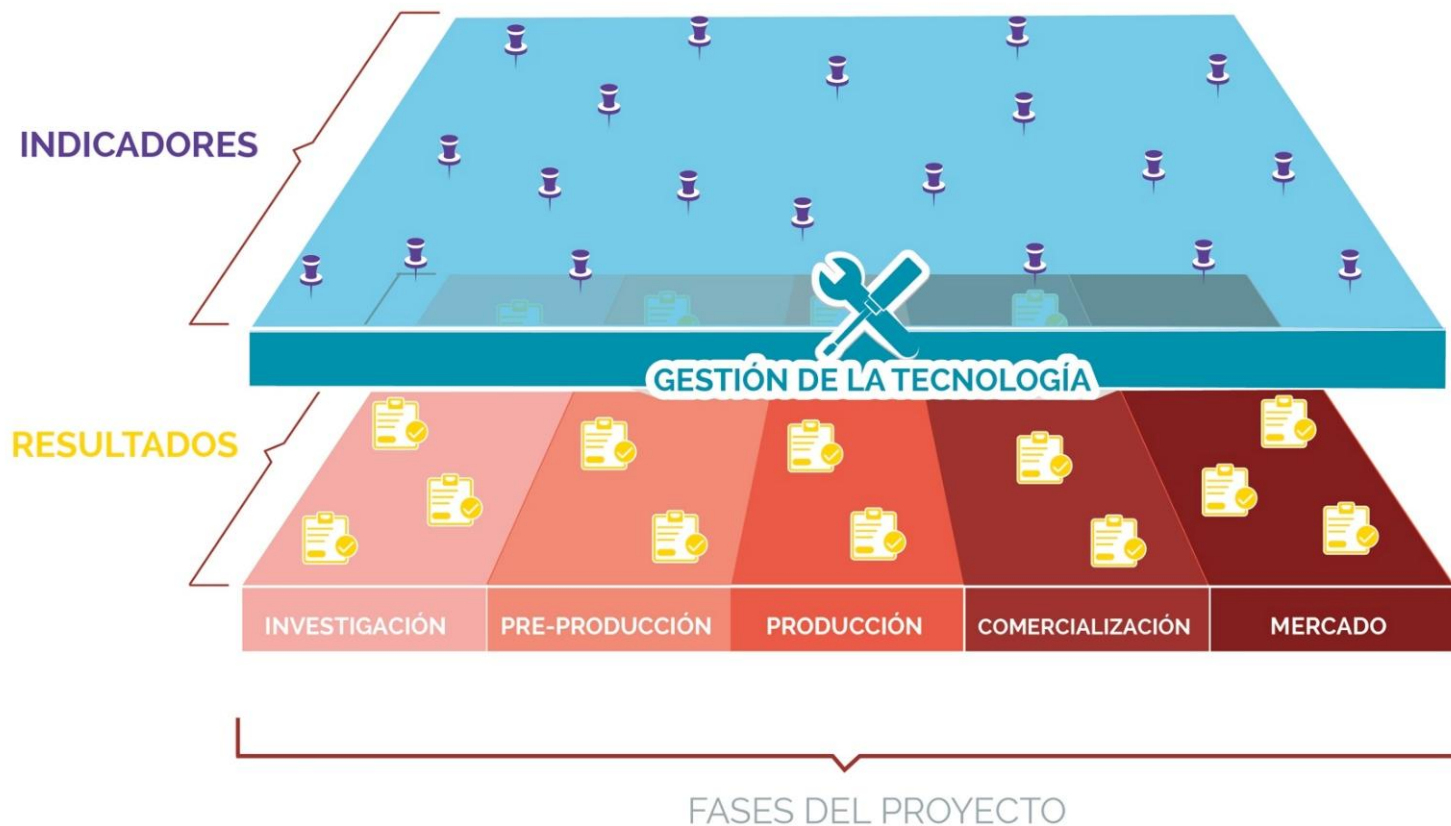 INDICADORES
GESTIÓN DE LA TECNOLOGÍA
RESULTADOS
INVESTIGACIÓN
PRE-PRODUCCIÓN
PRODUCCIÓN
COMERCIALIZACIÓN
MERCADO
FASES DEL PROYECTO